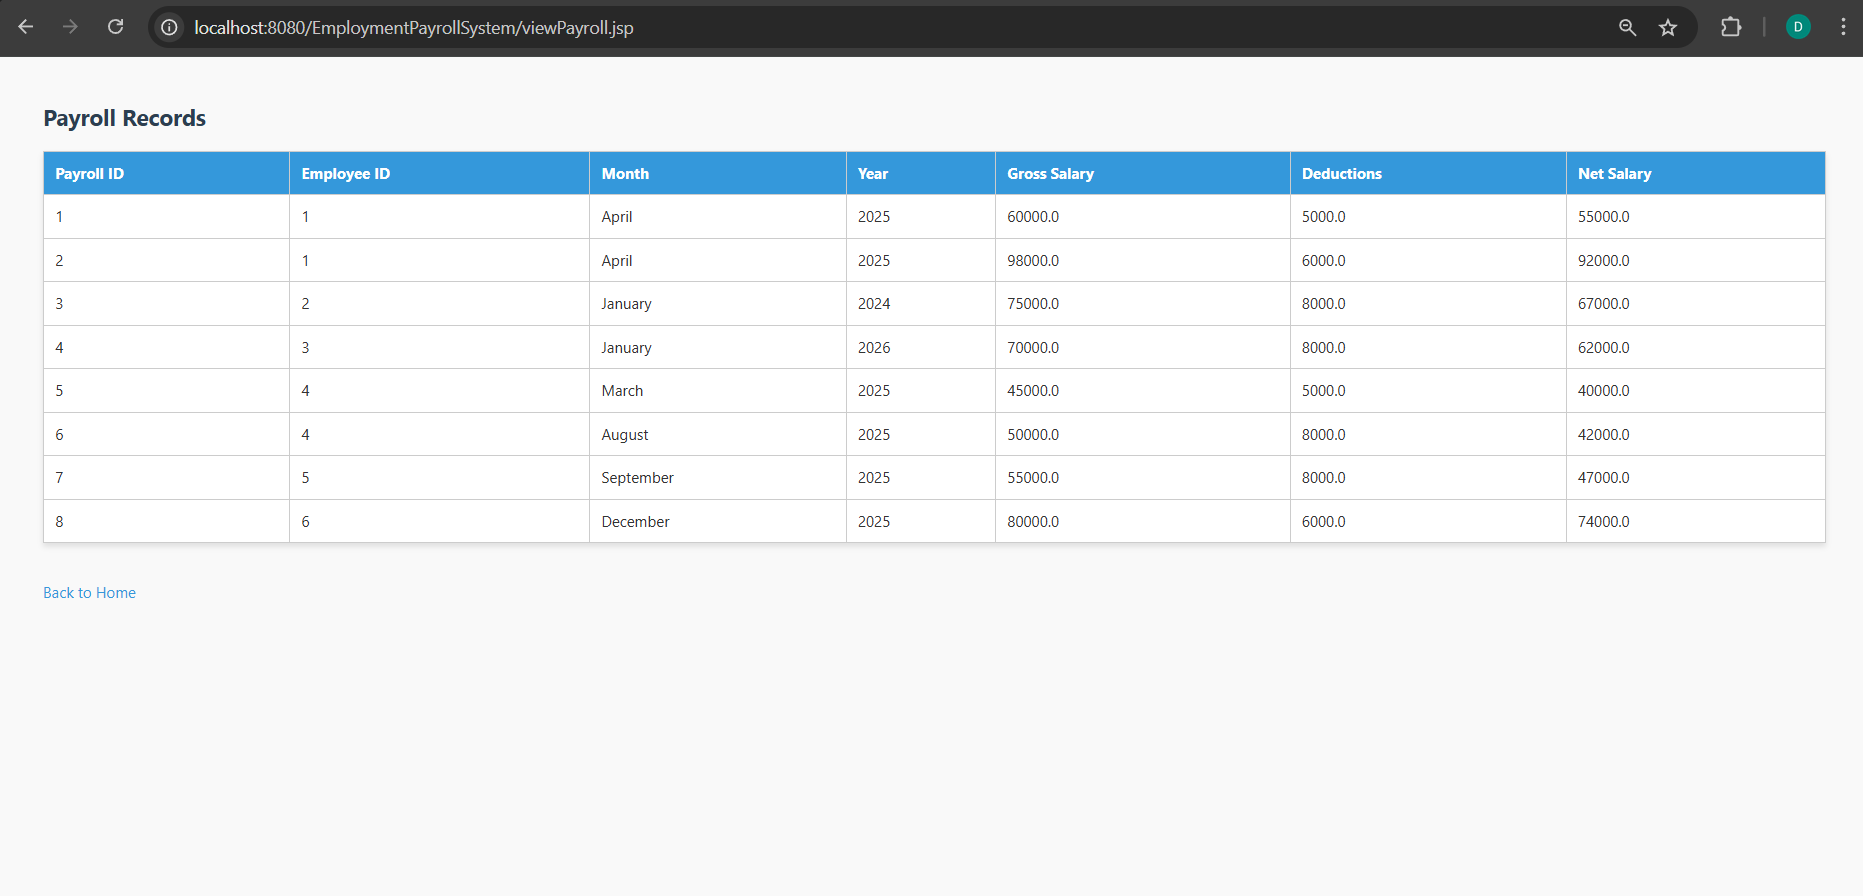 localhost:8080/EmploymentPayrollSystem/viewPayroll.jsp
D
Payroll Records
Payroll ID Employee ID Month Year Gross Salary Deductions Net Salary
1 1 April 2025 60000.0 5000.0 55000.0
2 1 April 2025 98000.0 6000.0 92000.0
3 2 January 2024 75000.0 8000.0 67000.0
4 3 January 2026 70000.0 8000.0 62000.0
5 4 March 2025 45000.0 5000.0 40000.0
6 4 August 2025 50000.0 8000.0 42000.0
7 5 September 2025 55000.0 8000.0 47000.0
8 6 December 2025 80000.0 6000.0 74000.0
Back to Home